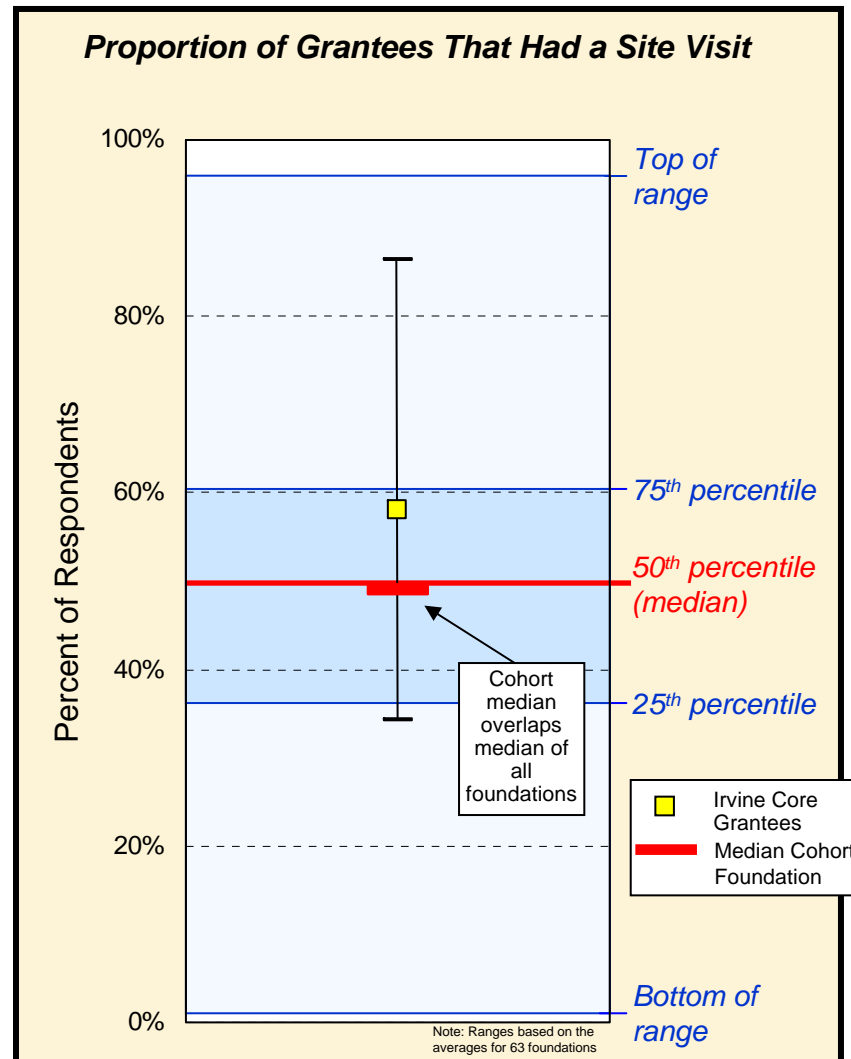 Proportion of Grantees That Had a Site Visit
100%
80%
60%
40%
20%
0%
Percent of Respondents
Top of
range
75th percentile
50th percentile
(median)
25th percentile
Bottom of
range
Cohort
median
overlaps
median of
all
foundations
Irvine Core
Grantees
Median Cohort
Foundation
Note: Ranges based on the
averages for 63 foundations